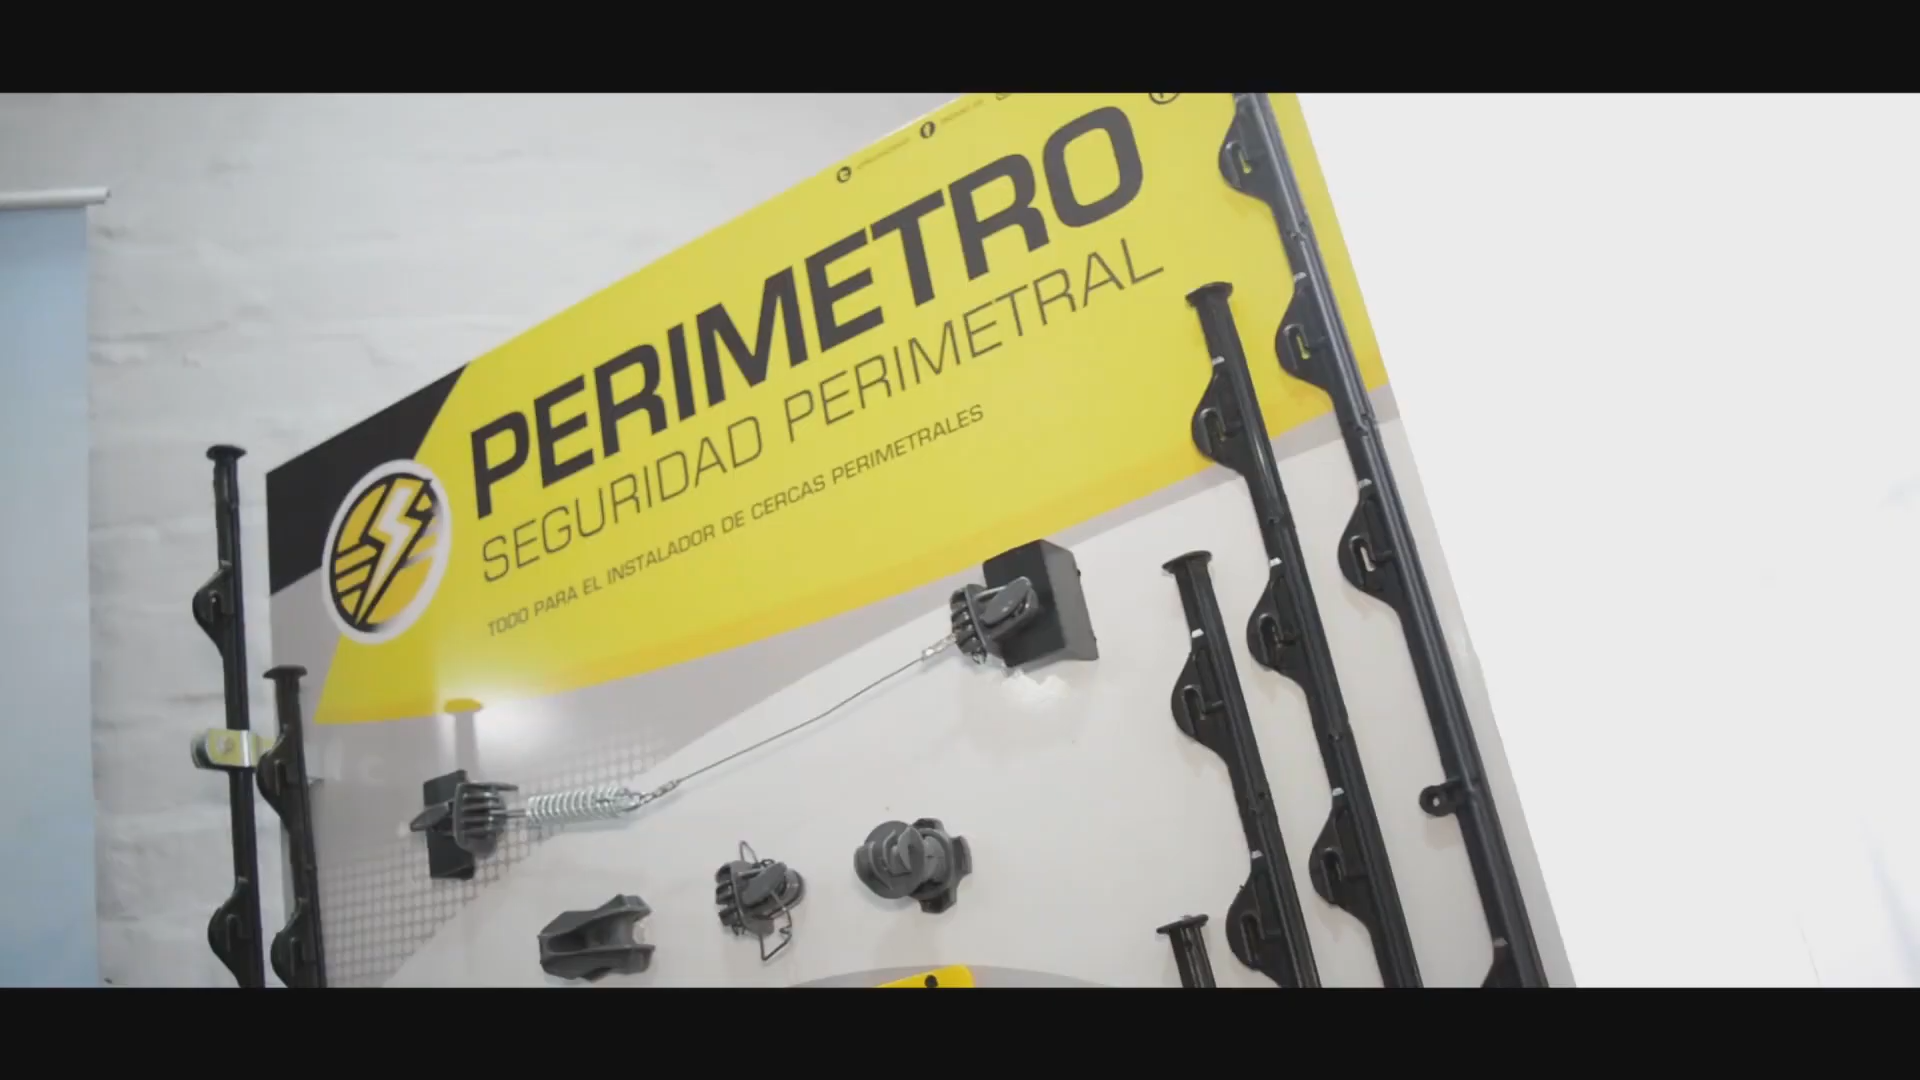 PERIMETRO
SEGURIDAD PERIMETRAL
TODO PARA EL INSTALADOR DE CERCAS PERIMETRALES